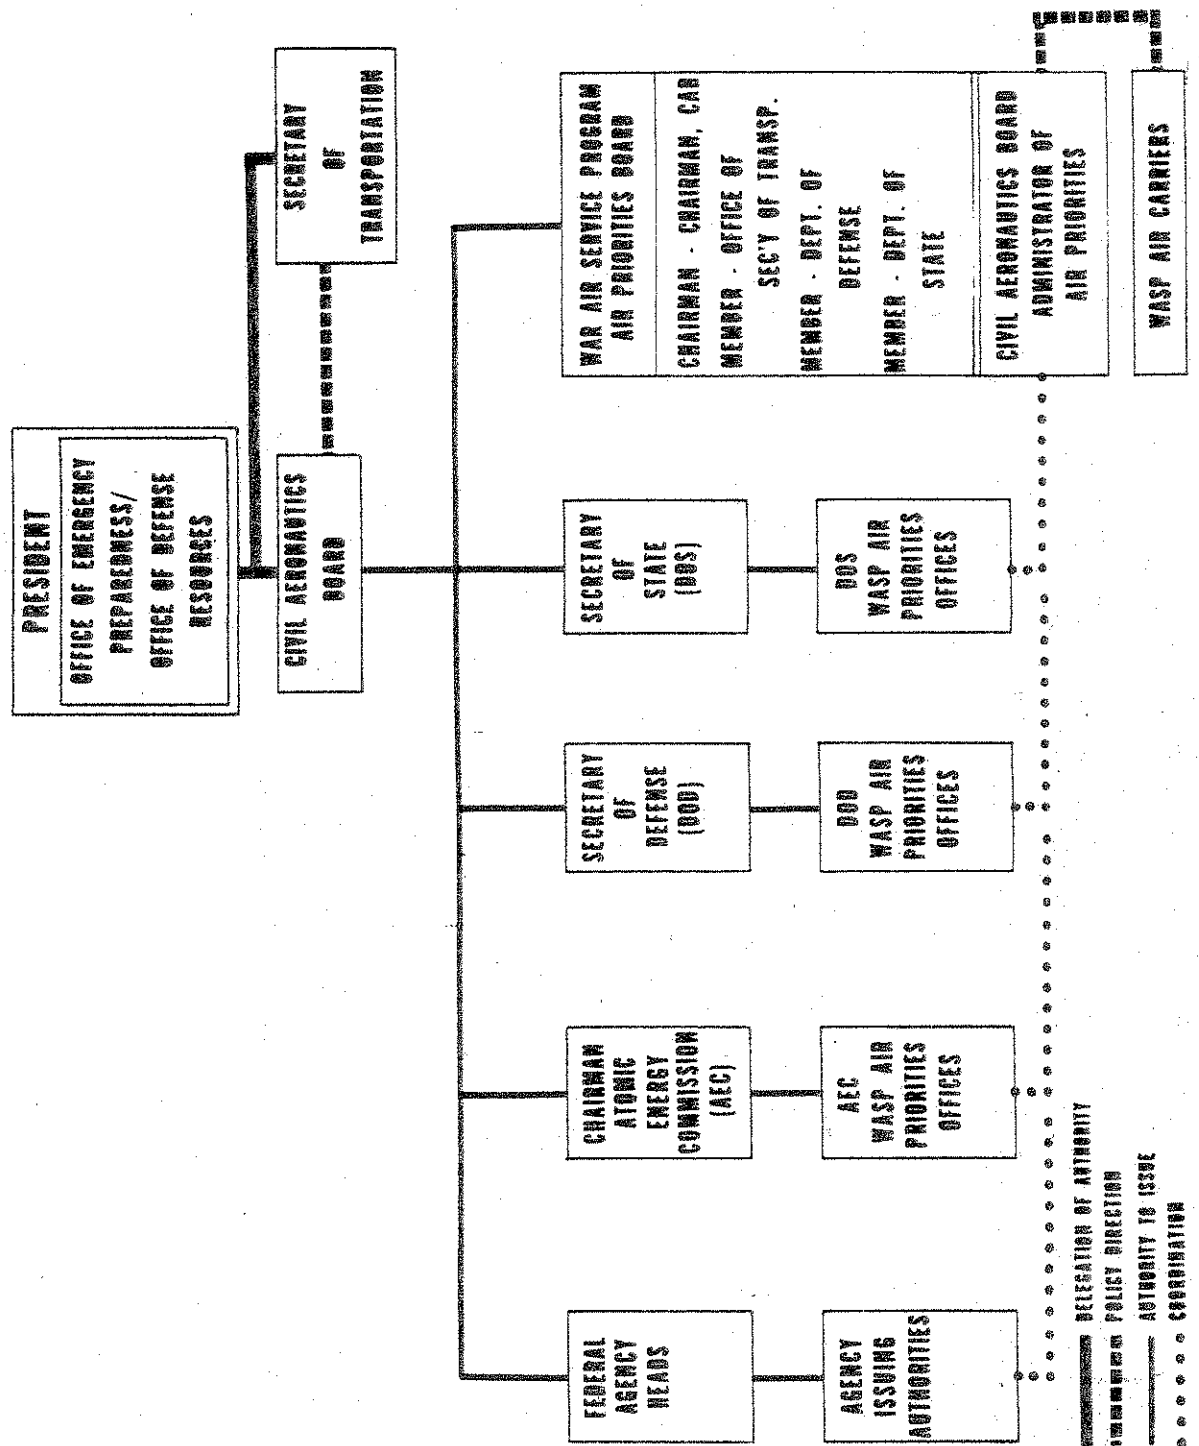 PRESIDENT
OFFICE OF EMERGENCY
PREPAREDNESS/
OFFICE OF DEFENSE
RESOURCES
CIVIL AERONAUTICS
BOARD
SECRETARY
OF
TRANSPORTATION
FEDERAL
AGENCY
HEADS
CHAIRMAN
ATOMIC
ENERGY
COMMISSION
(AEC)
SECRETARY
OF
DEFENSE
(DOD)
SECRETARY
OF
STATE
(DOS)
WAR AIR SERVICE PROGRAM
AIR PRIORITIES BOARD
CHAIRMAN - CHAIRMAN, CAB
MEMBER - OFFICE OF
SEC'Y OF TRANSP.
MEMBER - DEPT. OF
DEFENSE
MEMBER - DEPT. OF
STATE
CIVIL AERONAUTICS BOARD
ADMINISTRATOR OF
AIR PRIORITIES
AGENCY
ISSUING
AUTHORITIES
AEC
WASP AIR
PRIORITIES
OFFICES
DOD
WASP AIR
PRIORITIES
OFFICES
DOS
WASP AIR
PRIORITIES
OFFICES
WASP AIR CARRIERS
DELEGATION OF AUTHORITY
POLICY DIRECTION
AUTHORITY TO ISSUE
COORDINATION